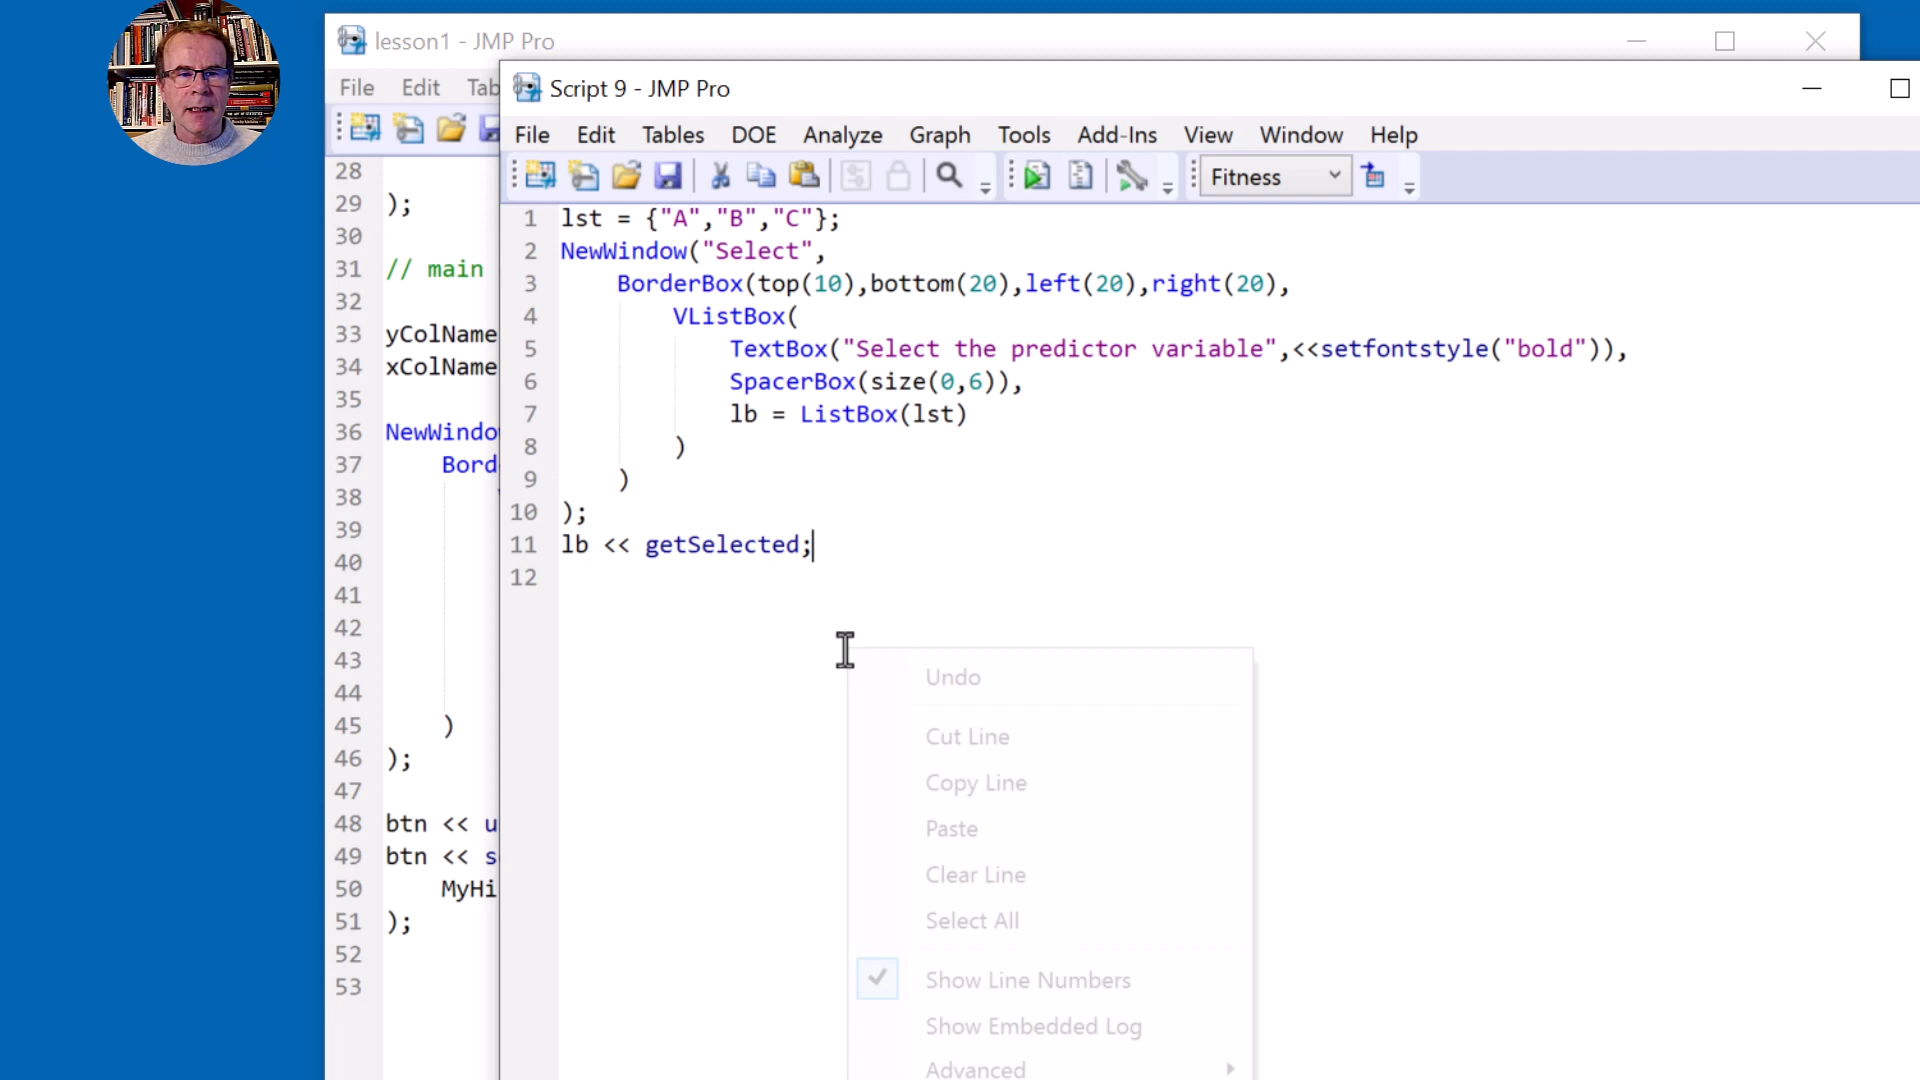 lesson1 - JMP Pro
File Edit Tab
28
29 );
30
31 // main
32
33 yColName
34 xColName
35
36 NewWindo
37 Bord
38
39
40
41
42
43
44
45 )
46 );
47
48 btn << u
49 btn << s
50 MyHi
51 );
52
53
Script 9 - JMP Pro
File Edit Tables DOE Analyze Graph Tools Add-Ins View Window Help
Fitness
1 lst = {"A","B","C"};
2 NewWindow("Select",
3 BorderBox(top(10),bottom(20),left(20),right(20),
4 VListBox(
5 TextBox("Select the predictor variable",<<setfontstyle("bold")),
6 SpacerBox(size(0,6)),
7 lb = ListBox(lst)
8 )
9 )
10 );
11 lb << getSelected;
12
Undo
Cut Line
Copy Line
Paste
Clear Line
Select All
Show Line Numbers
Show Embedded Log
Advanced